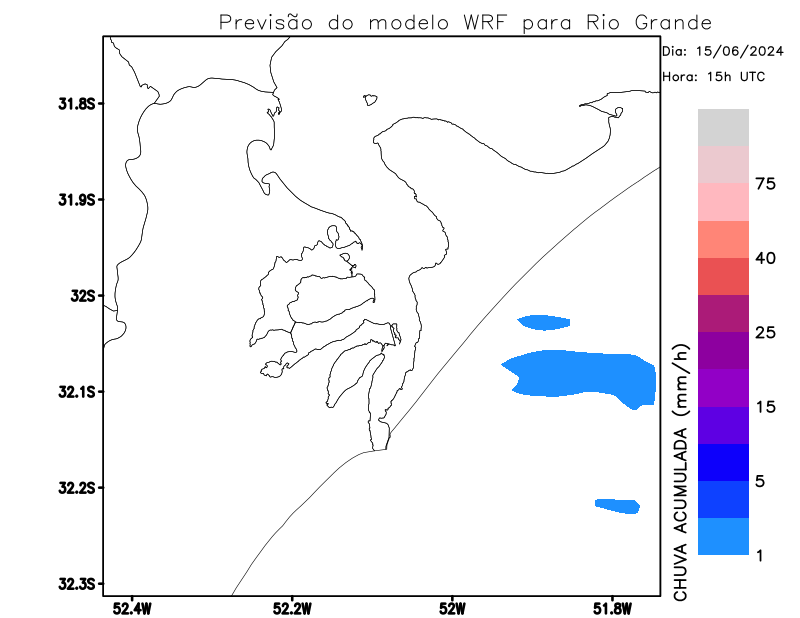 Previsão do modelo WRF para Rio Grande
Dia: 15/06/2024
Hora: 15h UTC
31.8S
31.9S
32S
32.1S
32.2S
32.3S
52.4W
52.2W
52W
51.8W
75
40
25
15
5
1
CHUVA ACUMULADA (mm/h)